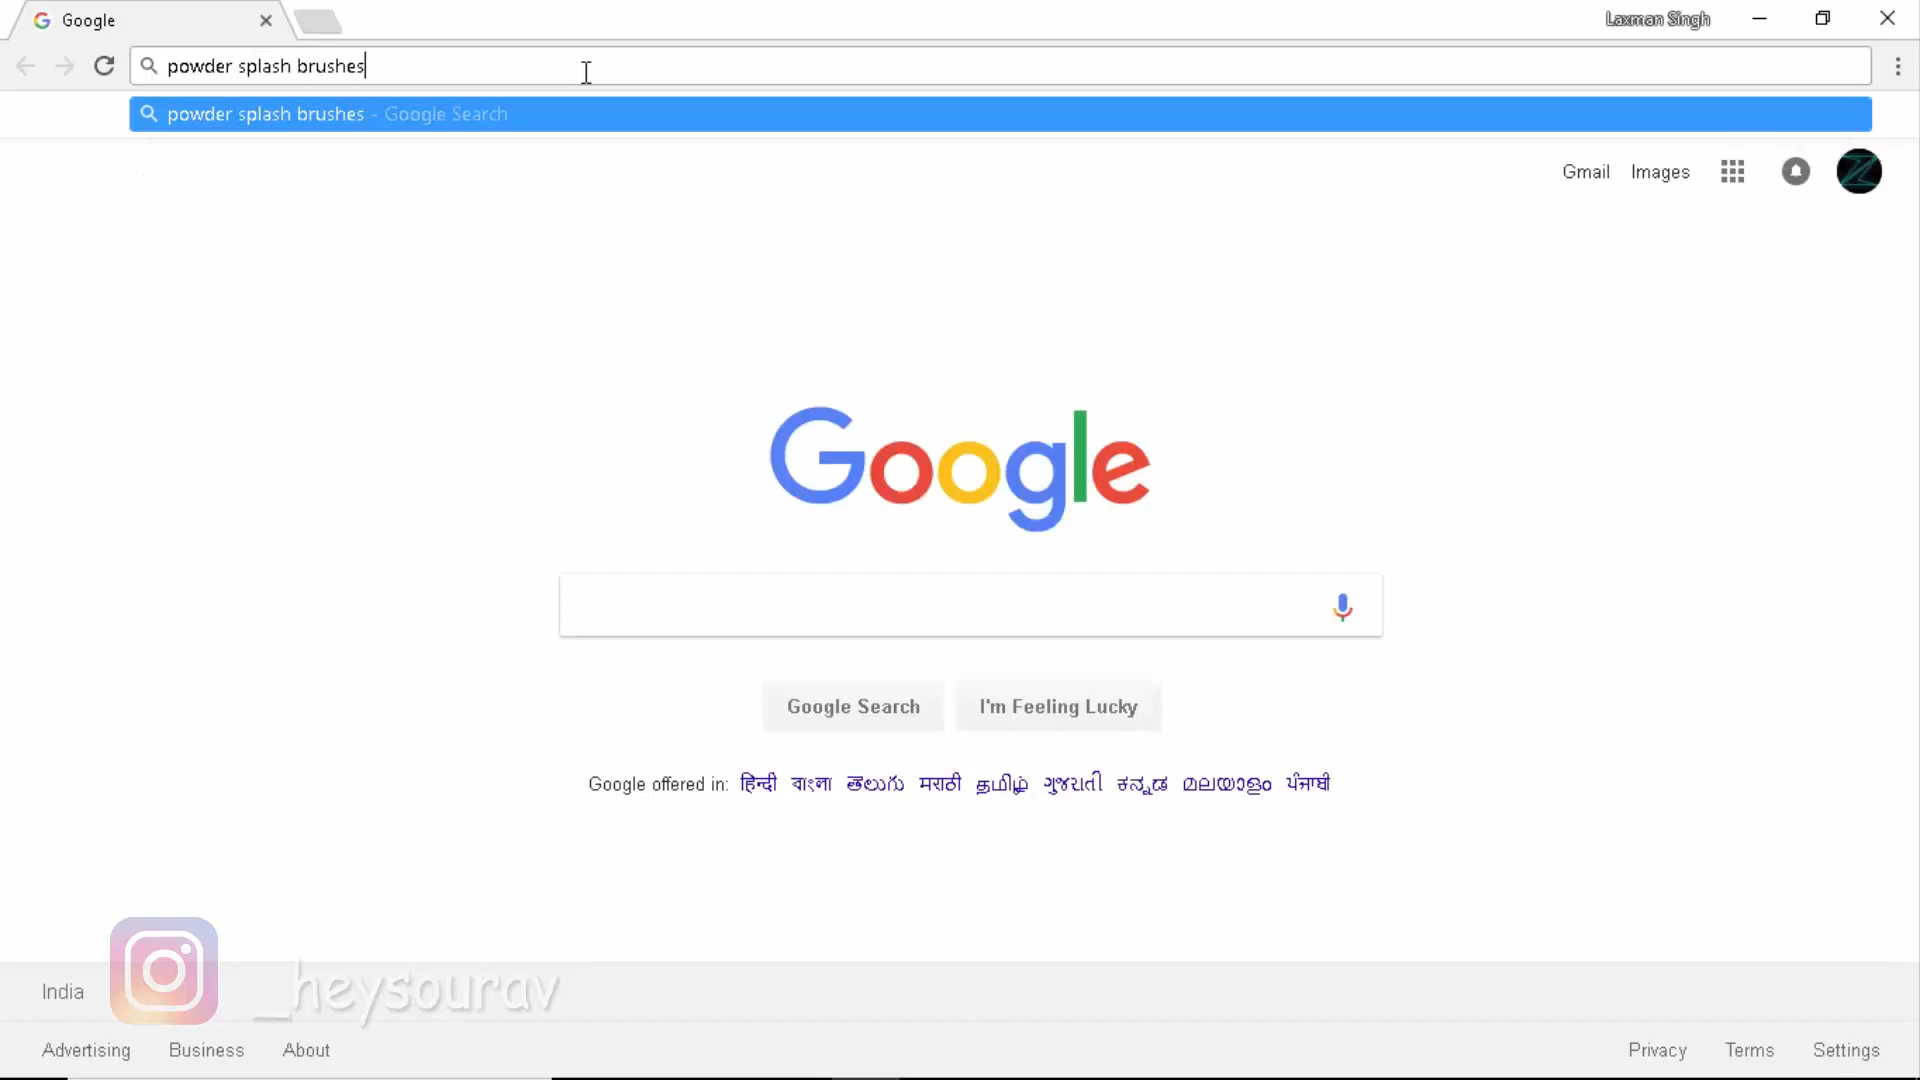 Google
Laxman Singh
powder splash brushes
powder splash brushes - Google Search
Gmail Images
Google
Google Search I'm Feeling Lucky
Google offered in: हिन्दी বাংলা తెలుగు मराठी தமிழ் ગુજરાતી ಕನ್ನಡ മലയാളം ਪੰਜਾਬੀ
India
_heysourav
Advertising Business About
Privacy Terms Settings